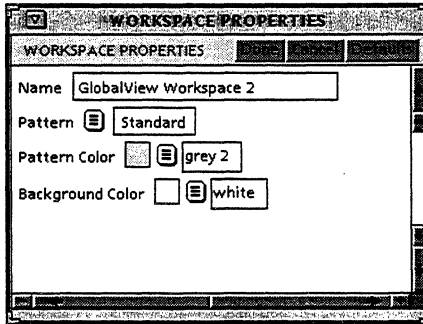 WORKSPACE PROPERTIES
WORKSPACE PROPERTIES Done Cancel Defaults
Name GlobalView Workspace 2
Pattern Standard
Pattern Color grey 2
Background Color white